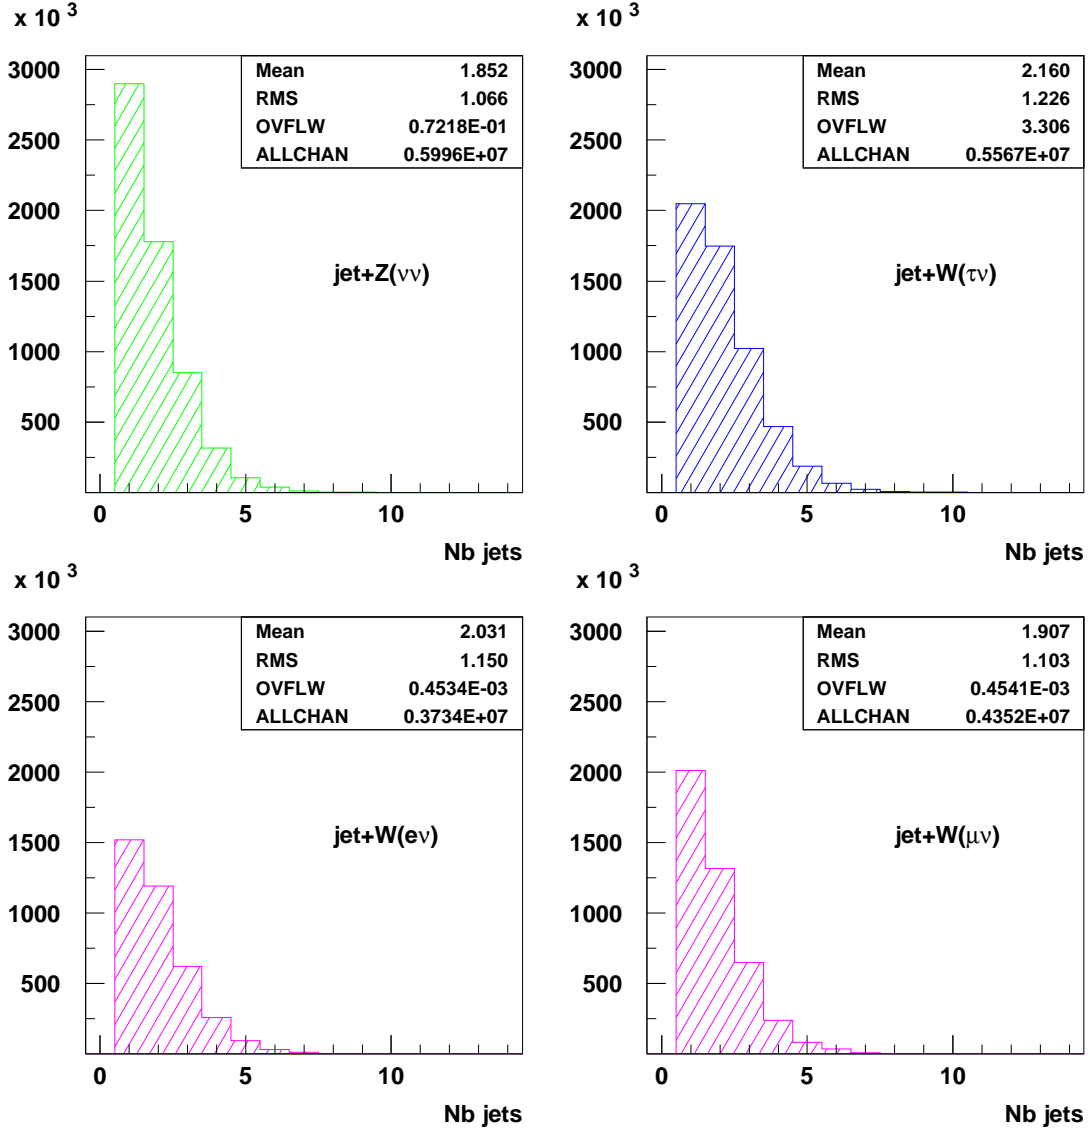 x 10 3
3000
2500
2000
1500
1000
500
0 5 10
Nb jets
Mean 1.852
RMS 1.066
OVFLW 0.7218E-01
ALLCHAN 0.5996E+07
jet+Z(νν)
x 10 3
3000
2500
2000
1500
1000
500
0 5 10
Nb jets
Mean 2.160
RMS 1.226
OVFLW 3.306
ALLCHAN 0.5567E+07
jet+W(τν)
x 10 3
3000
2500
2000
1500
1000
500
0 5 10
Nb jets
Mean 2.031
RMS 1.150
OVFLW 0.4534E-03
ALLCHAN 0.3734E+07
jet+W(eν)
x 10 3
3000
2500
2000
1500
1000
500
0 5 10
Nb jets
Mean 1.907
RMS 1.103
OVFLW 0.4541E-03
ALLCHAN 0.4352E+07
jet+W(μν)